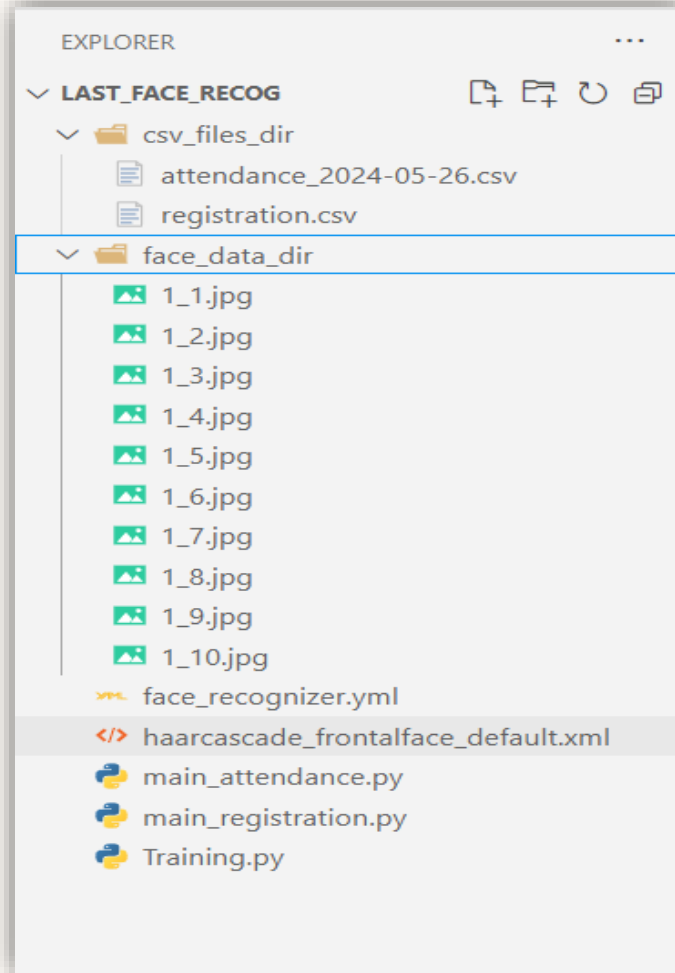 EXPLORER
LAST_FACE_RECOG
csv_files_dir
attendance_2024-05-26.csv
registration.csv
face_data_dir
1_1.jpg
1_2.jpg
1_3.jpg
1_4.jpg
1_5.jpg
1_6.jpg
1_7.jpg
1_8.jpg
1_9.jpg
1_10.jpg
face_recognizer.yml
haarcascade_frontalface_default.xml
main_attendance.py
main_registration.py
Training.py